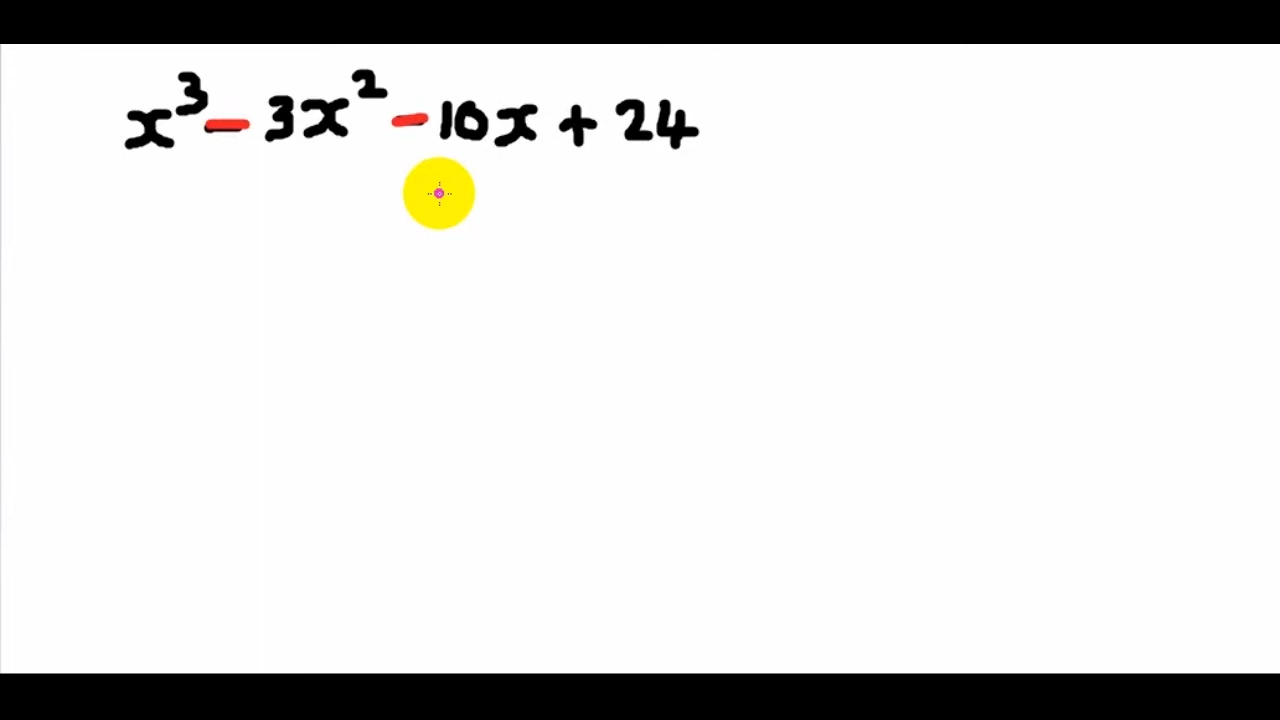 x³ - 3x² - 10x + 24